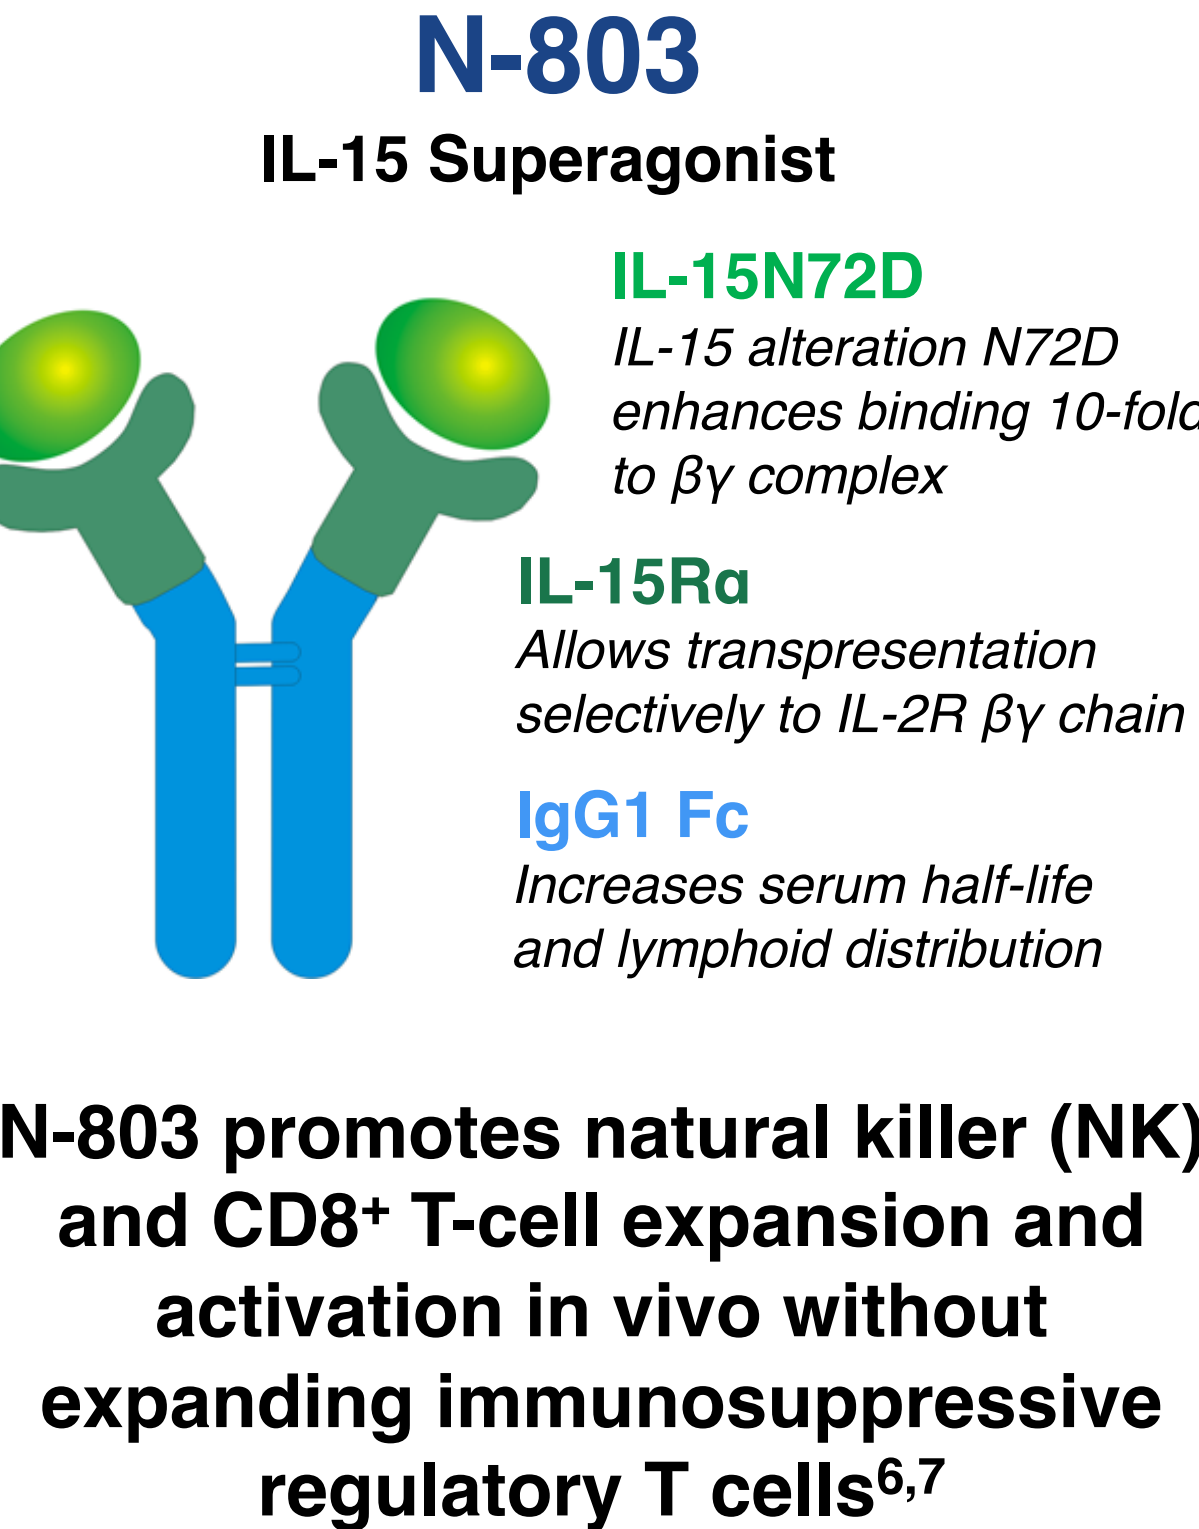 N-803
IL-15 Superagonist
IL-15N72D
IL-15 alteration N72D
enhances binding 10-fold
to βγ complex
IL-15Rα
Allows transpresentation
selectively to IL-2R βγ chain
IgG1 Fc
Increases serum half-life
and lymphoid distribution
N-803 promotes natural killer (NK)
and CD8⁺ T-cell expansion and
activation in vivo without
expanding immunosuppressive
regulatory T cells⁶,⁷